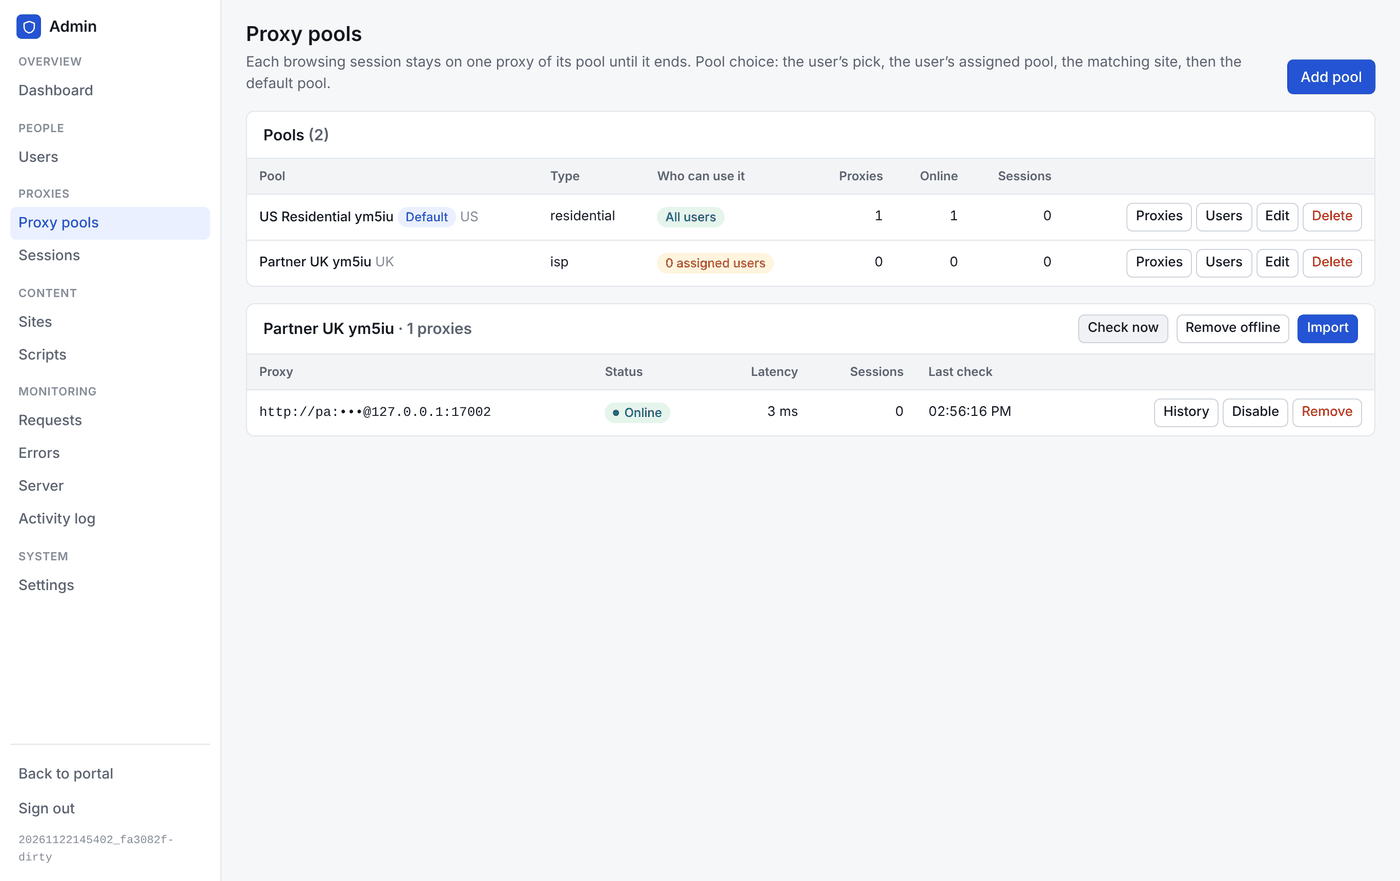 Admin
OVERVIEW
Dashboard
PEOPLE
Users
PROXIES
Proxy pools
Sessions
CONTENT
Sites
Scripts
MONITORING
Requests
Errors
Server
Activity log
SYSTEM
Settings
Back to portal
Sign out
20261122145402_fa3082f-
dirty
Proxy pools
Each browsing session stays on one proxy of its pool until it ends. Pool choice: the user’s pick, the user’s assigned pool, the matching site, then the
default pool.
Add pool
Pools (2)
Pool Type Who can use it Proxies Online Sessions
US Residential ym5iu Default US residential All users 1 1 0 Proxies Users Edit Delete
Partner UK ym5iu UK isp 0 assigned users 0 0 0 Proxies Users Edit Delete
Partner UK ym5iu · 1 proxies Check now Remove offline Import
Proxy Status Latency Sessions Last check
http://pa:•••@127.0.0.1:17002 Online 3 ms 0 02:56:16 PM History Disable Remove